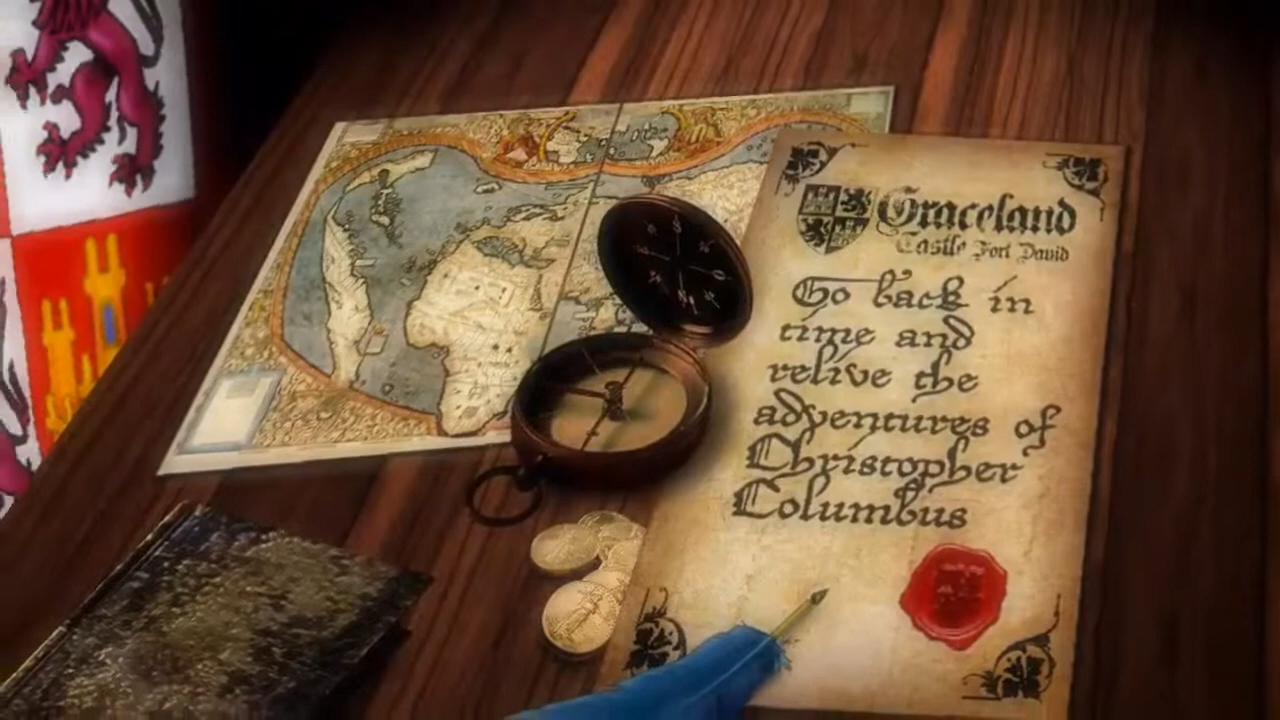 Graceland
Castle Fort David
Go back in
time and
relive the
adventures of
Christopher
Columbus